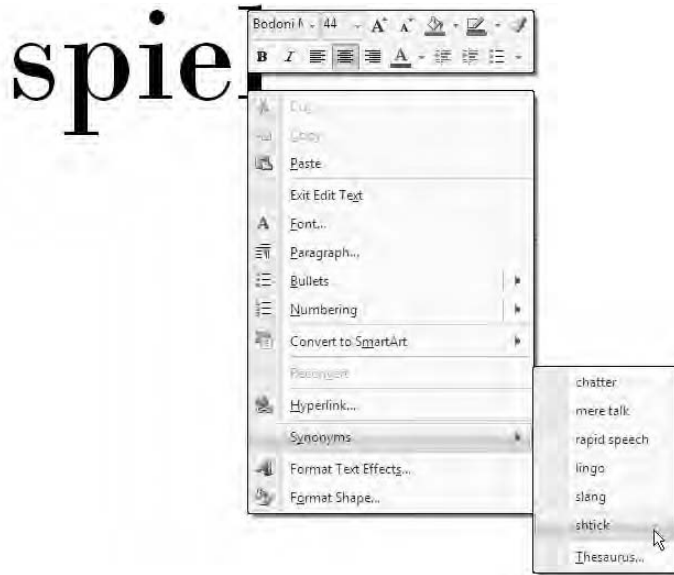 spiel
Bodoni M 44 A A
B I A
Cut
Copy
Paste
Exit Edit Text
A Font...
Paragraph...
Bullets
Numbering
Convert to SmartArt
Reconvert
Hyperlink...
Synonyms
Format Text Effects...
Format Shape...
chatter
mere talk
rapid speech
lingo
slang
shtick
Thesaurus...